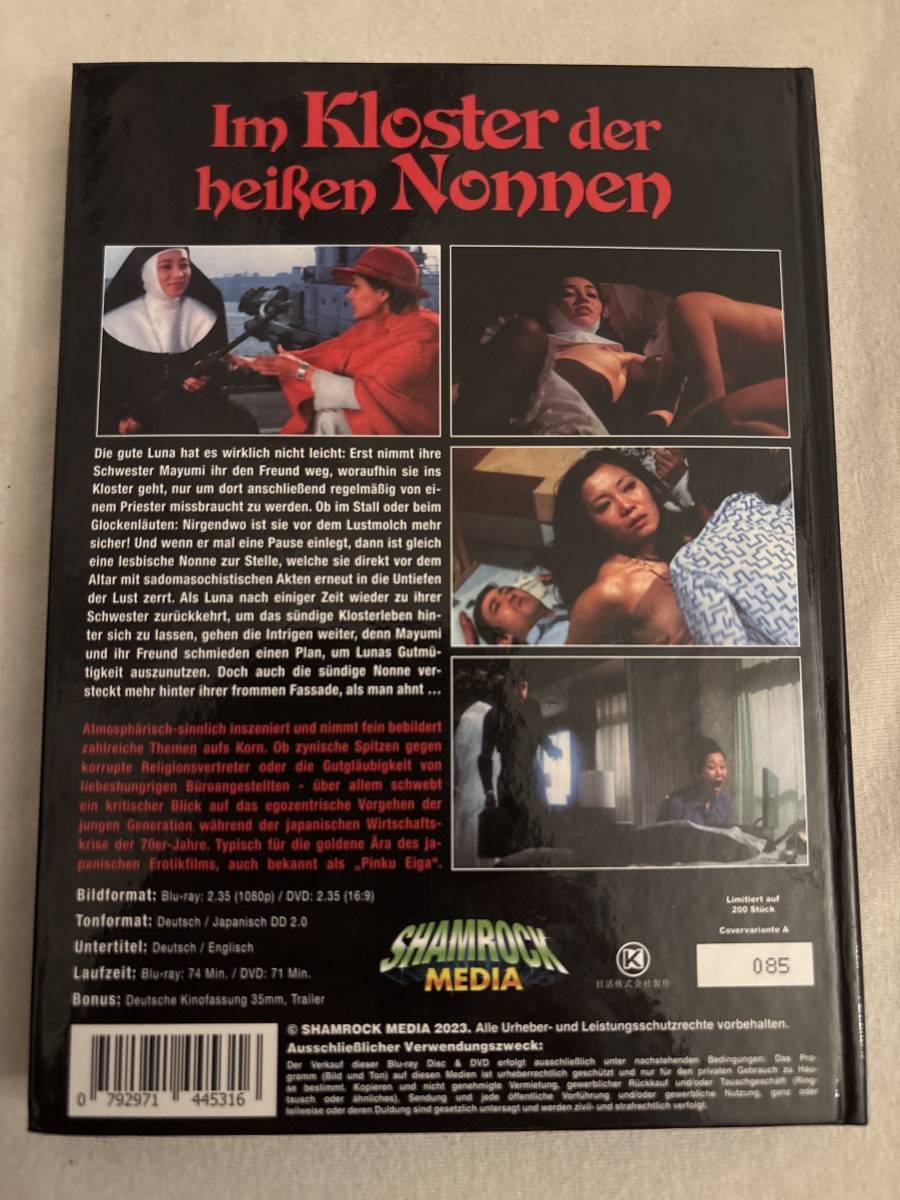 Im Kloster der
heißen Nonnen
Die gute Luna hat es wirklich nicht leicht: Erst nimmt ihre
Schwester Mayumi ihr den Freund weg, woraufhin sie ins
Kloster geht, nur um dort anschließend regelmäßig von ei-
nem Priester missbraucht zu werden. Ob im Stall oder beim
Glockenläuten: Nirgendwo ist sie vor dem Lustmolch mehr
sicher! Und wenn er mal eine Pause einlegt, dann ist gleich
eine lesbische Nonne zur Stelle, welche sie direkt vor dem
Altar mit sadomasochistischen Akten erneut in die Untiefen
der Lust zerrt. Als Luna nach einiger Zeit wieder zu ihrer
Schwester zurückkehrt, um das sündige Klosterleben hin-
ter sich zu lassen, gehen die Intrigen weiter, denn Mayumi
und ihr Freund schmieden einen Plan, um Lunas Gutmü-
tigkeit auszunutzen. Doch auch die sündige Nonne ver-
steckt mehr hinter ihrer frommen Fassade, als man ahnt ...
Atmosphärisch-sinnlich inszeniert und nimmt fein bebildert
zahlreiche Themen aufs Korn. Ob zynische Spitzen gegen
korrupte Religionsvertreter oder die Gutgläubigkeit von
liebeshungrigen Büroangestellten - über allem schwebt
ein kritischer Blick auf das egozentrische Vorgehen der
jungen Generation während der japanischen Wirtschafts-
krise der 70er-Jahre. Typisch für die goldene Ära des ja-
panischen Erotikfilms, auch bekannt als „Pinku Eiga“.
Bildformat: Blu-ray: 2.35 (1080p) / DVD: 2.35 (16:9)
Tonformat: Deutsch / Japanisch DD 2.0
Untertitel: Deutsch / Englisch
Laufzeit: Blu-ray: 74 Min. / DVD: 71 Min.
Bonus: Deutsche Kinofassung 35mm, Trailer
SHAMROCK
MEDIA
K
日活株式会社製作
Limitiert auf
200 Stück
Covervariante A
085
© SHAMROCK MEDIA 2023. Alle Urheber- und Leistungsschutzrechte vorbehalten.
Ausschließlicher Verwendungszweck:
Der Verkauf dieser Blu-ray Disc & DVD erfolgt ausschließlich unter nachstehenden Bedingungen: Das Pro-
gramm (Bild und Ton) auf diesen Medien ist urheberrechtlich geschützt und nur für den privaten Gebrauch zu Hau-
se bestimmt. Kopieren und nicht genehmigte Vermietung, gewerblicher Rückkauf und/oder Tauschgeschäft (Ring-
tausch oder ähnliches), Sendung und jede öffentliche Vorführung und/oder gewerbliche Nutzung, ganz oder
teilweise oder deren Duldung sind gesetzlich untersagt und werden zivil- und strafrechtlich verfolgt.
0 792971 445316